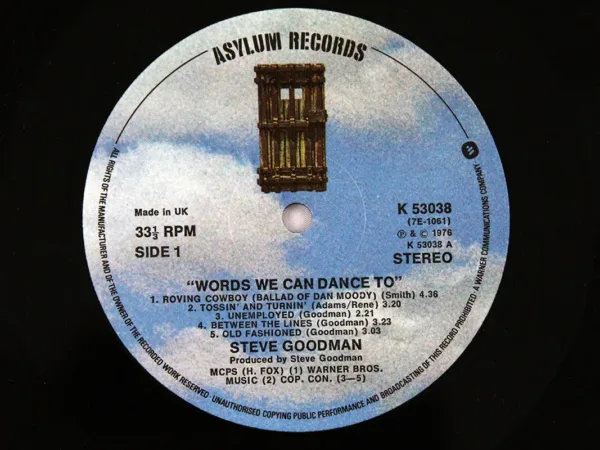 ASYLUM RECORDS
Made in UK
33⅓ RPM
SIDE 1
K 53038
(7E-1061)
℗ & © 1976
K 53038 A
STEREO
"WORDS WE CAN DANCE TO"
1. ROVING COWBOY (BALLAD OF DAN MOODY) (Smith) 4.36
2. TOSSIN' AND TURNIN' (Adams/Rene) 3.20
3. UNEMPLOYED (Goodman) 2.21
4. BETWEEN THE LINES (Goodman) 3.23
5. OLD FASHIONED (Goodman) 3.03
STEVE GOODMAN
Produced by Steve Goodman
MCPS (H. FOX) (1) WARNER BROS.
MUSIC (2) COP. CON. (3—5)
ALL RIGHTS OF THE MANUFACTURER AND OF THE OWNER OF THE RECORDED WORK RESERVED UNAUTHORISED COPYING PUBLIC PERFORMANCE AND BROADCASTING OF THIS RECORD PROHIBITED A WARNER COMMUNICATIONS COMPANY